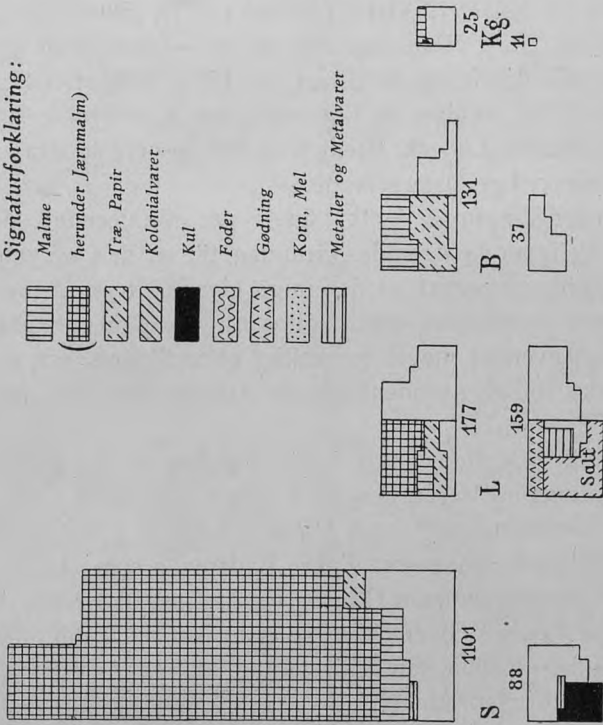 Signaturforklaring:
Malme
(herunder Jærnmalm)
Træ, Papir
Kolonialvarer
Kul
Foder
Gødning
Korn, Mel
Metaller og Metalvarer
1101
S
88
177
L
159
Salt
131
B
37
25
Kg.
11